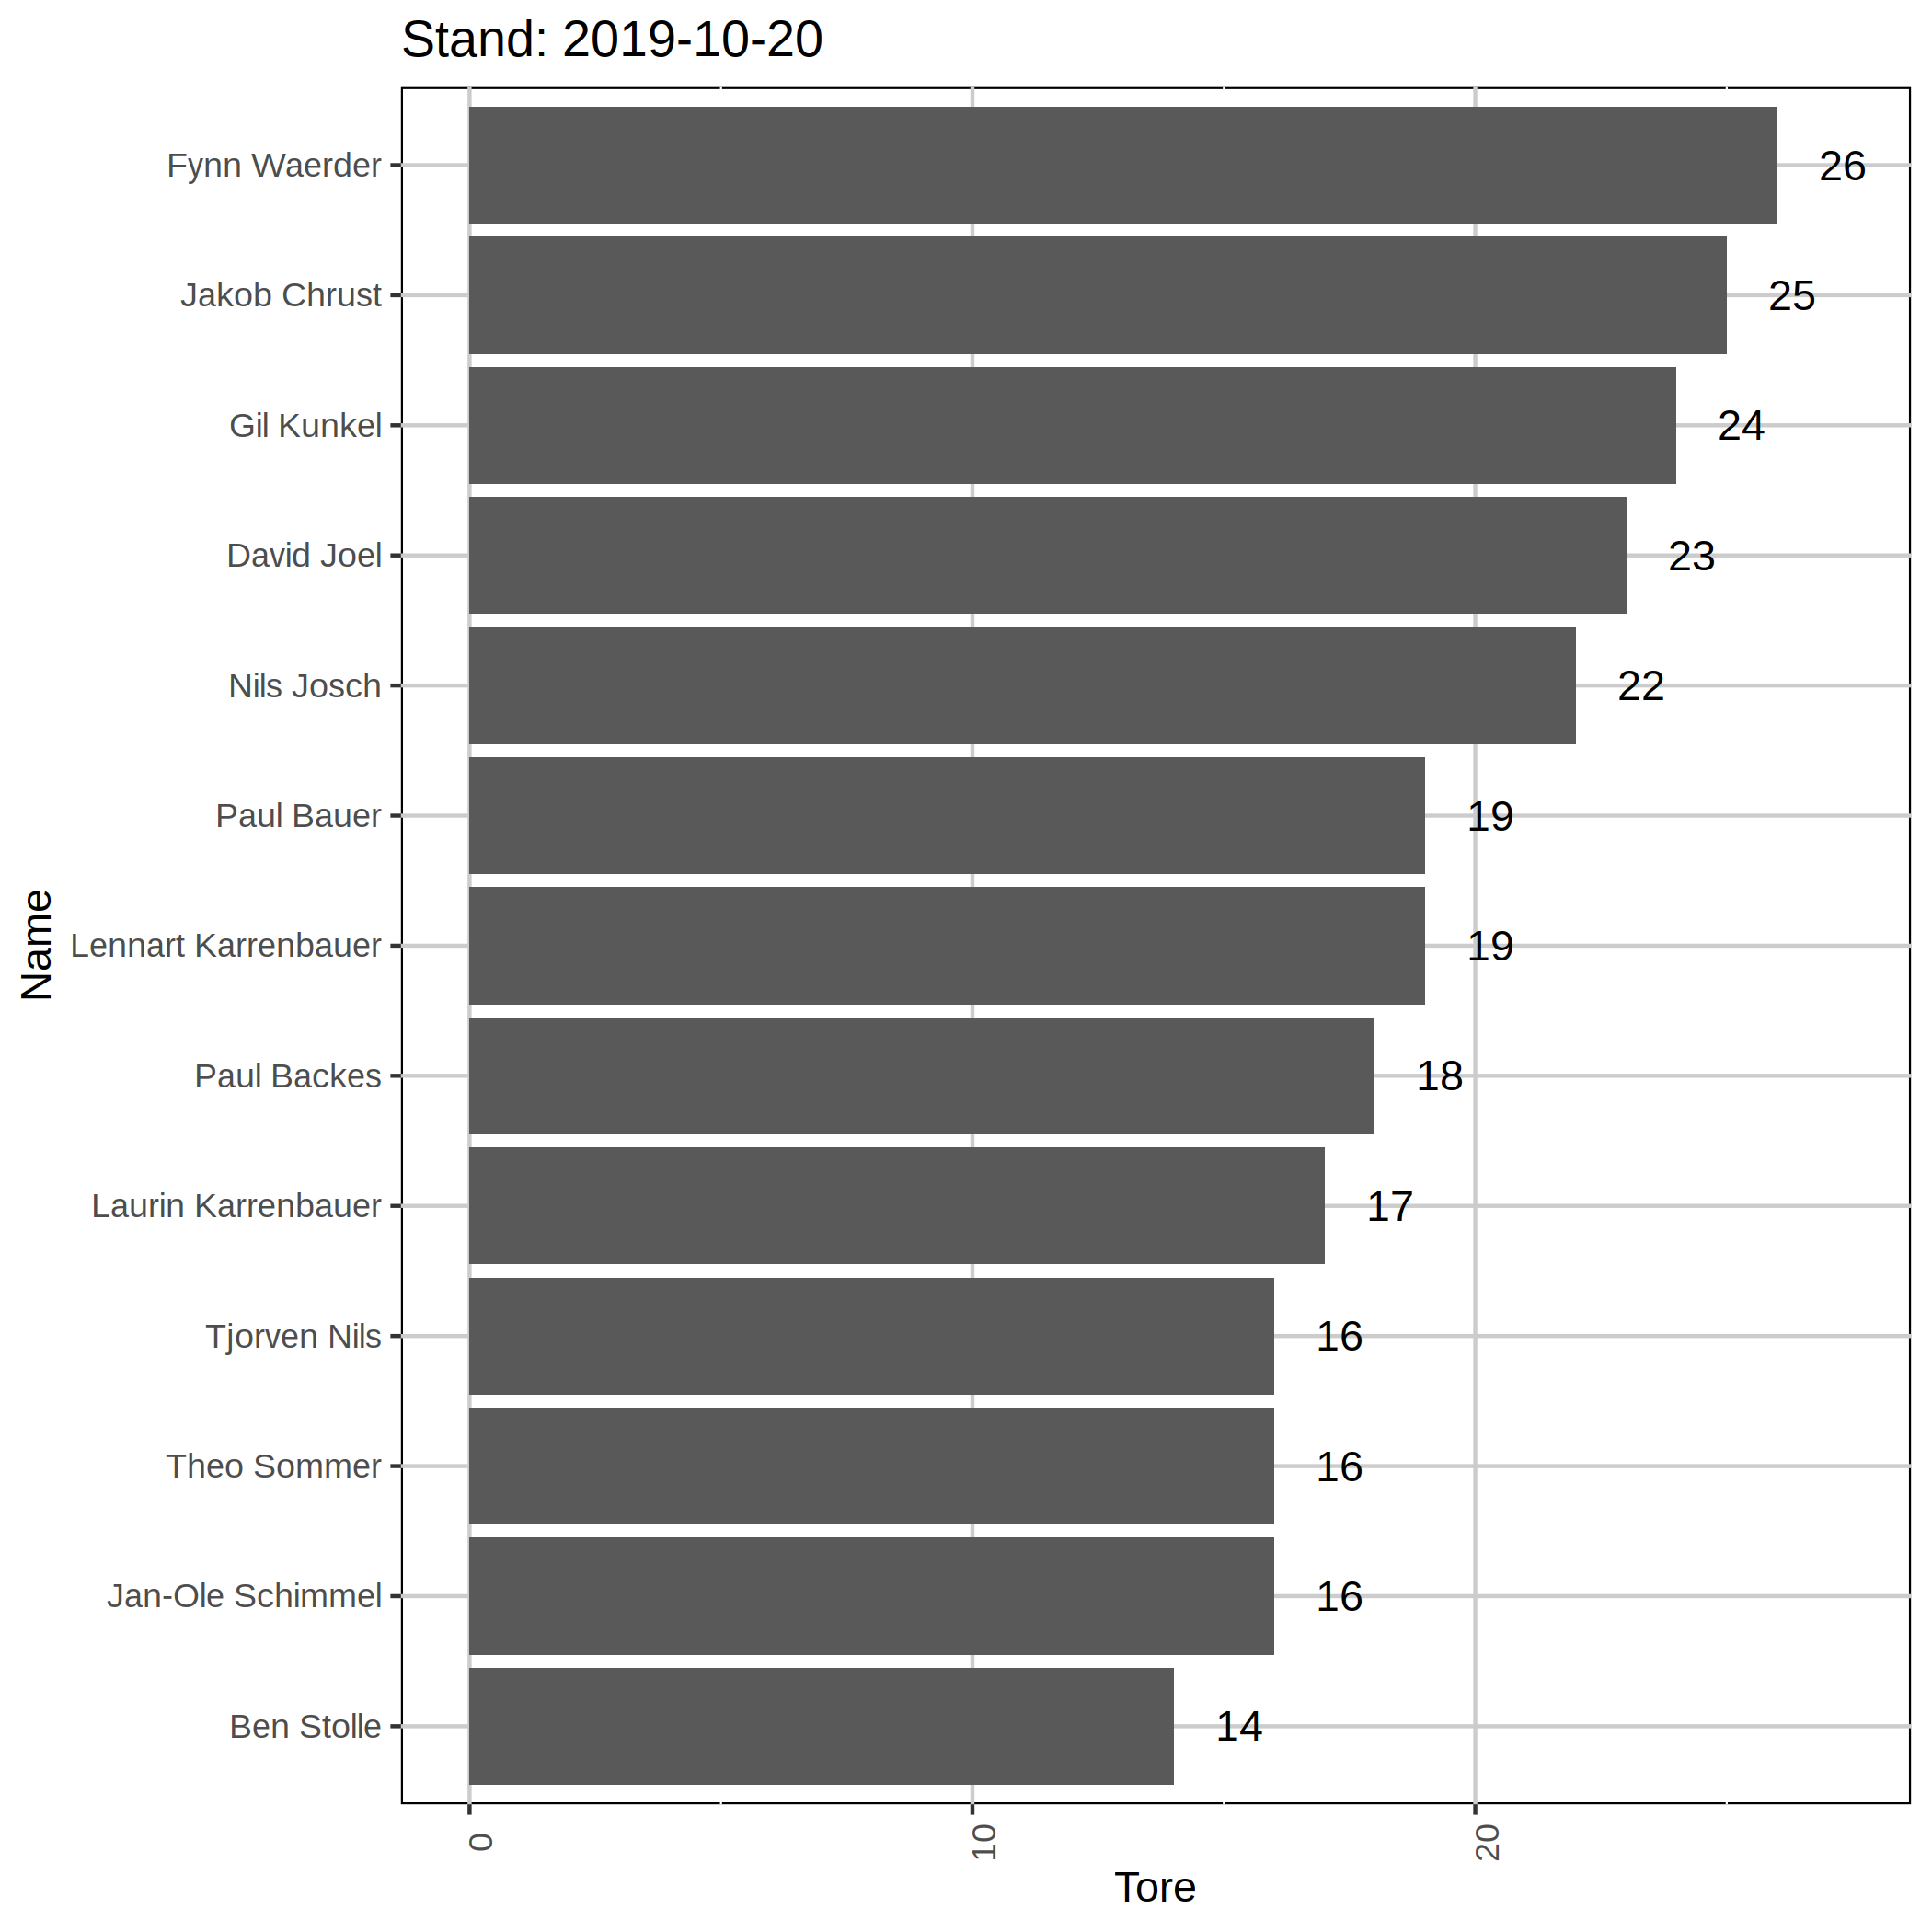 Stand: 2019-10-20
Fynn Waerder 26
Jakob Chrust 25
Gil Kunkel 24
David Joel 23
Nils Josch 22
Paul Bauer 19
Name
Lennart Karrenbauer 19
Paul Backes 18
Laurin Karrenbauer 17
Tjorven Nils 16
Theo Sommer 16
Jan-Ole Schimmel 16
Ben Stolle 14
0 10 20
Tore